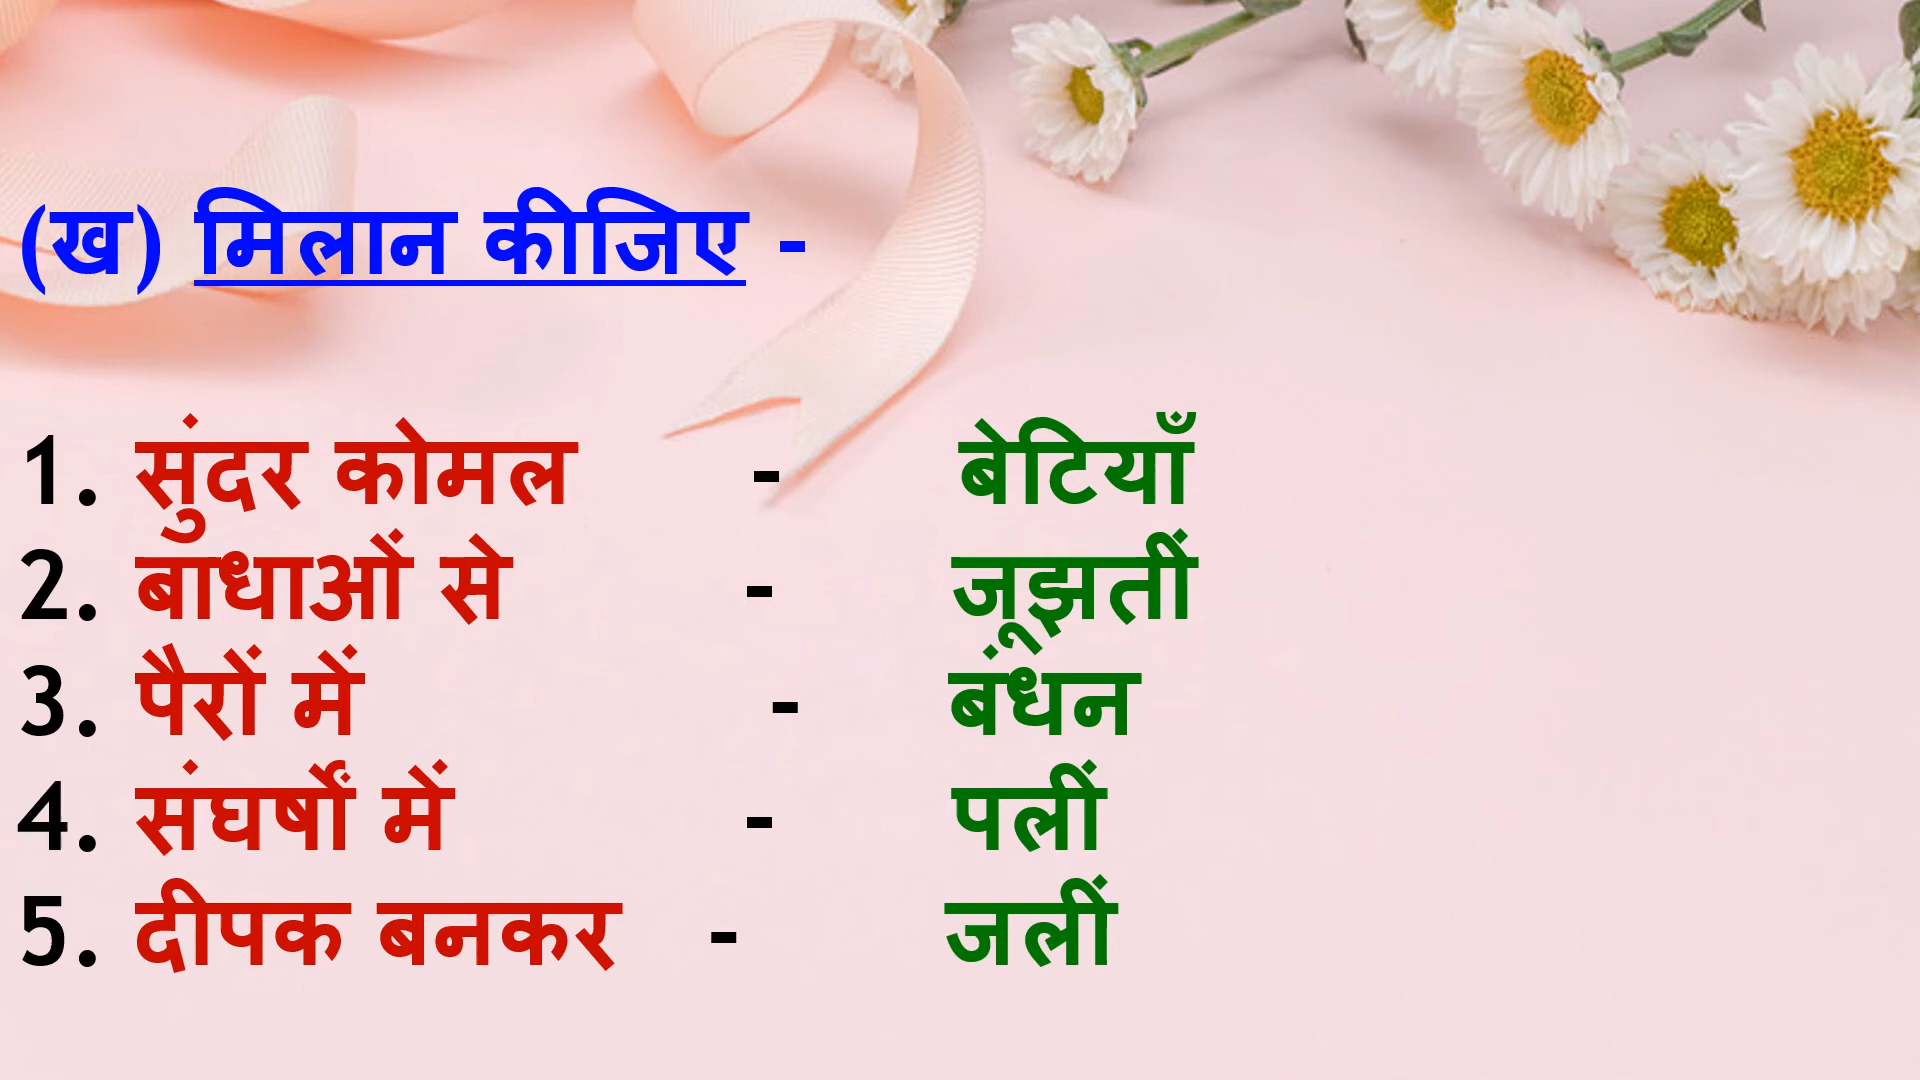 (ख) मिलान कीजिए -
1. सुंदर कोमल - बेटियाँ
2. बाधाओं से - जूझतीं
3. पैरों में - बंधन
4. संघर्षों में - पलीं
5. दीपक बनकर - जलीं